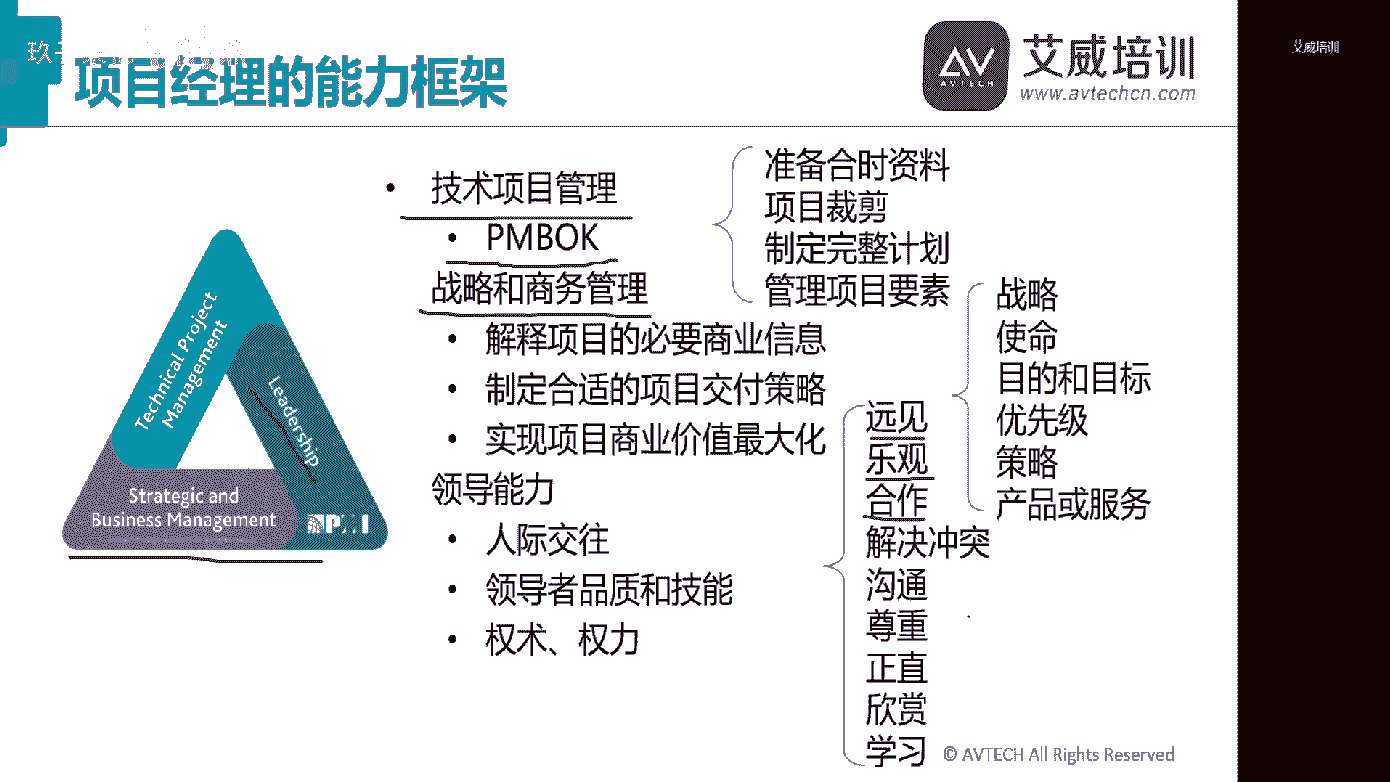 项目经理的能力框架
AV
AVTECH
艾威培训
www.avtechcn.com
艾威培训
• 技术项目管理
• PMBOK
战略和商务管理
• 解释项目的必要商业信息
• 制定合适的项目交付策略
• 实现项目商业价值最大化
领导能力
• 人际交往
• 领导者品质和技能
• 权术、权力
准备合时资料
项目裁剪
制定完整计划
管理项目要素
战略
使命
目的和目标
优先级
策略
产品或服务
远见
乐观
合作
解决冲突
沟通
尊重
正直
欣赏
学习
Technical Project
Management
Leadership
Strategic and
Business Management
PMI
© AVTECH All Rights Reserved